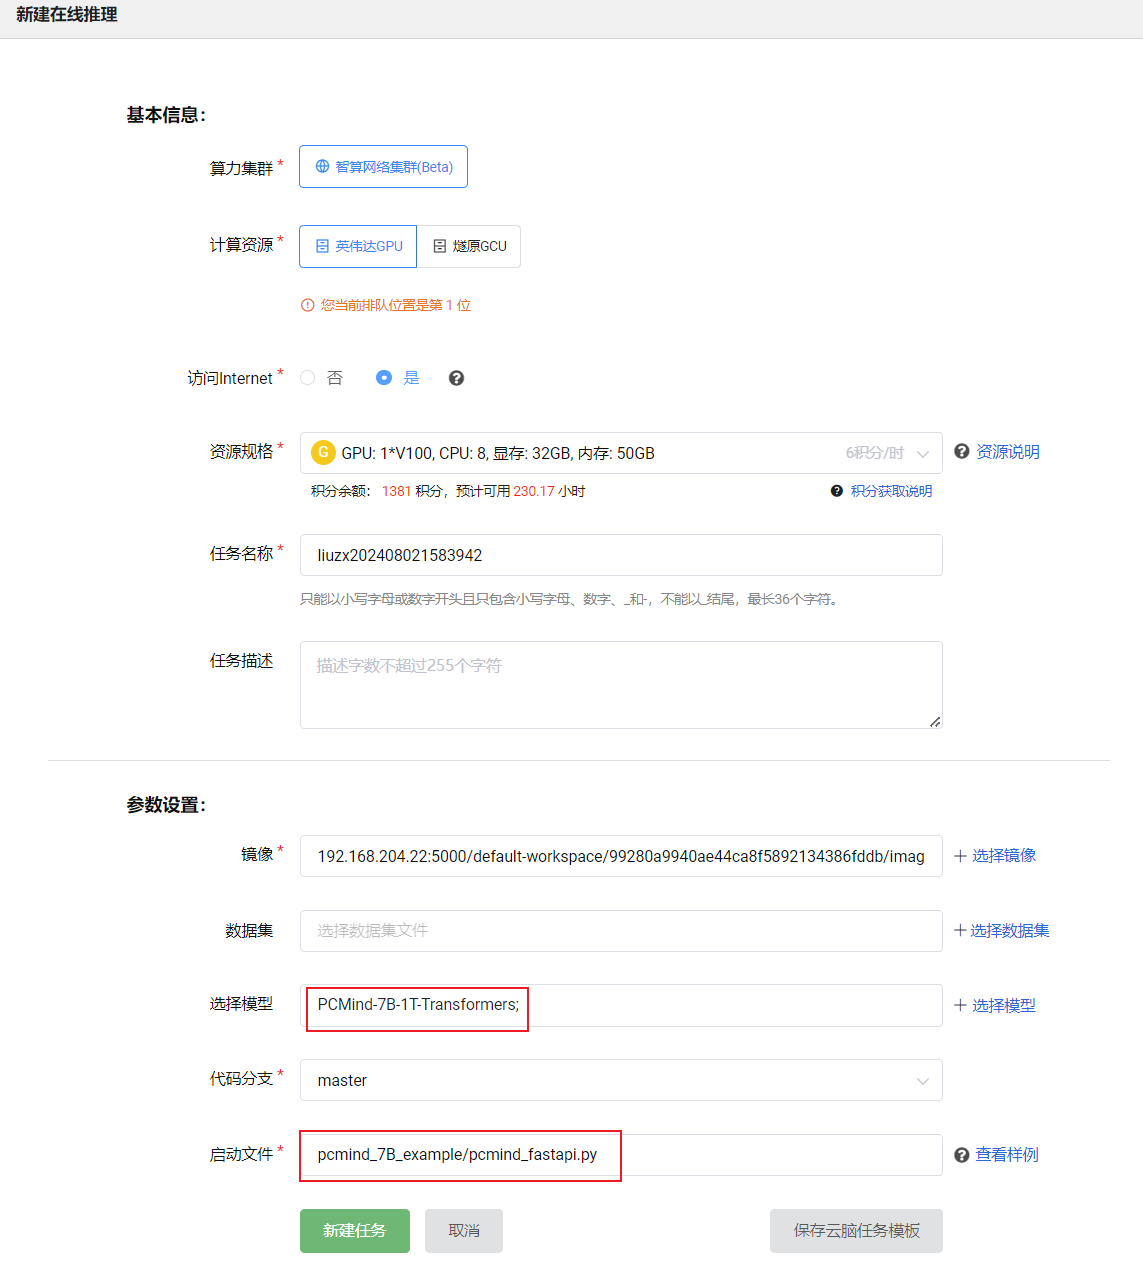 新建在线推理
基本信息：
算力集群 * 智算网络集群(Beta)
计算资源 * 英伟达GPU 燧原GCU
您当前排队位置是第 1 位
访问Internet * 否 是
资源规格 * G GPU: 1*V100, CPU: 8, 显存: 32GB, 内存: 50GB 6积分/时 资源说明
积分余额： 1381 积分，预计可用 230.17 小时 积分获取说明
任务名称 * liuzx202408021583942
只能以小写字母或数字开头且只包含小写字母、数字、_和-，不能以_结尾，最长36个字符。
任务描述 描述字数不超过255个字符
参数设置：
镜像 * 192.168.204.22:5000/default-workspace/99280a9940ae44ca8f5892134386fddb/imag + 选择镜像
数据集 选择数据集文件 + 选择数据集
选择模型 PCMind-7B-1T-Transformers; + 选择模型
代码分支 * master
启动文件 * pcmind_7B_example/pcmind_fastapi.py 查看样例
新建任务 取消 保存云脑任务模板